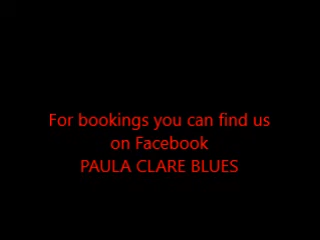 For bookings you can find us
on Facebook
PAULA CLARE BLUES